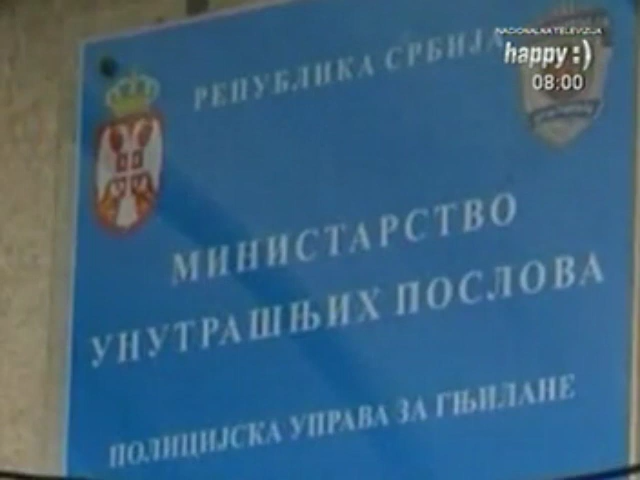 NACIONALNA TELEVIZIJA
happy:)
08:00
РЕПУБЛИКА СРБИЈА
МИНИСТАРСТВО
УНУТРАШЊИХ ПОСЛОВА
ПОЛИЦИЈСКА УПРАВА ЗА ГЊИЛАНЕ